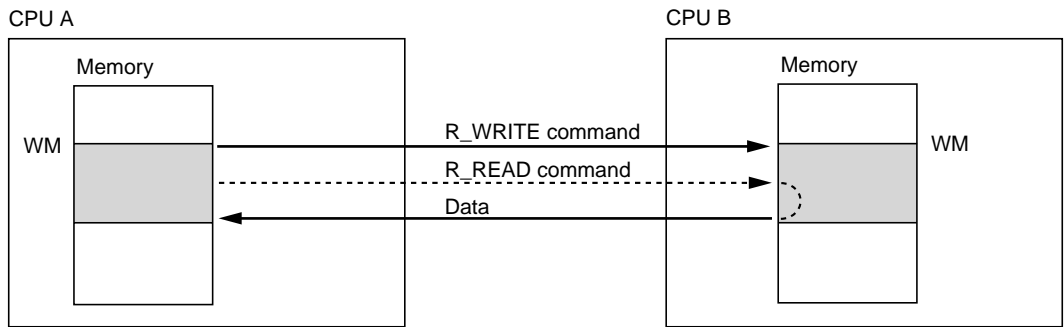 CPU A
CPU B
Memory
Memory
WM
R_WRITE command
WM
R_READ command
Data